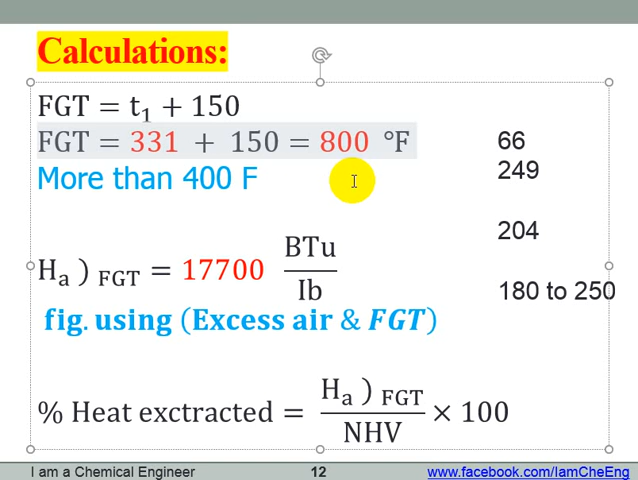 Calculations:
FGT = t₁ + 150
FGT = 331 + 150 = 800 °F
66
249
More than 400 F
204
Hₐ ) FGT = 17700 BTu / Ib
180 to 250
fig. using (Excess air & FGT)
% Heat exctracted = Hₐ ) FGT / NHV × 100
I am a Chemical Engineer
12
www.facebook.com/IamCheEng